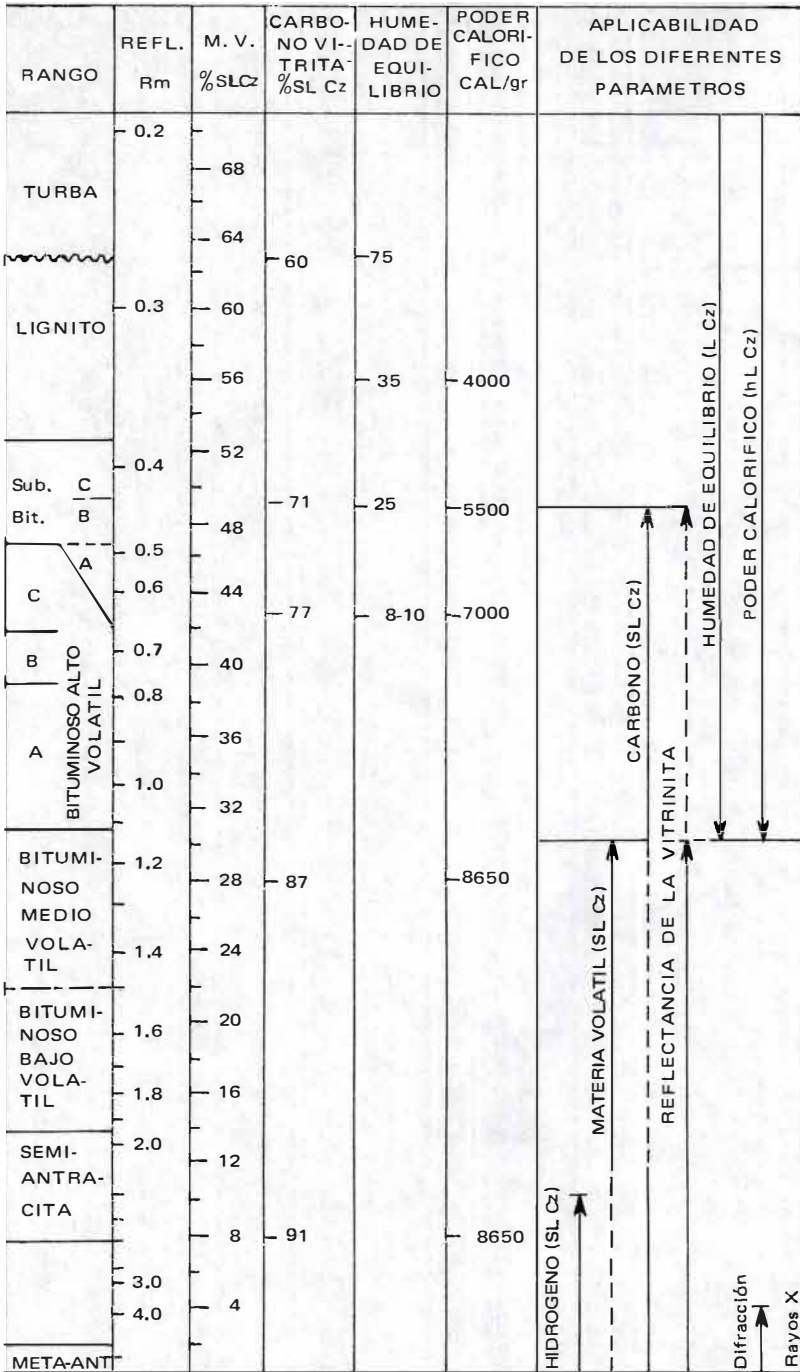 RANGO
REFL.
Rm
M. V.
%SLCz
CARBO-
NO VI--
TRITA-
%SL Cz
HUME-
DAD DE
EQUI-
LIBRIO
PODER
CALORI-
FICO
CAL/gr
APLICABILIDAD
DE LOS DIFERENTES
PARAMETROS
TURBA
LIGNITO
Sub. C
Bit. B
A
C
B
A
BITUMINOSO ALTO
VOLATIL
BITUMI-
NOSO
MEDIO
VOLA-
TIL
BITUMI-
NOSO
BAJO
VOLA-
TIL
SEMI-
ANTRA-
CITA
META-ANT
0.2
0.3
0.4
0.5
0.6
0.7
0.8
1.0
1.2
1.4
1.6
1.8
2.0
3.0
4.0
68
64
60
56
52
48
44
40
36
32
28
24
20
16
12
8
4
60
71
77
87
91
75
35
25
8-10
4000
5500
7000
8650
8650
HIDROGENO (SL Cz)
MATERIA VOLATIL (SL Cz)
CARBONO (SL Cz)
REFLECTANCIA DE LA VITRINITA
HUMEDAD DE EQUILIBRIO (L Cz)
PODER CALORIFICO (hL Cz)
Difracción
Rayos X